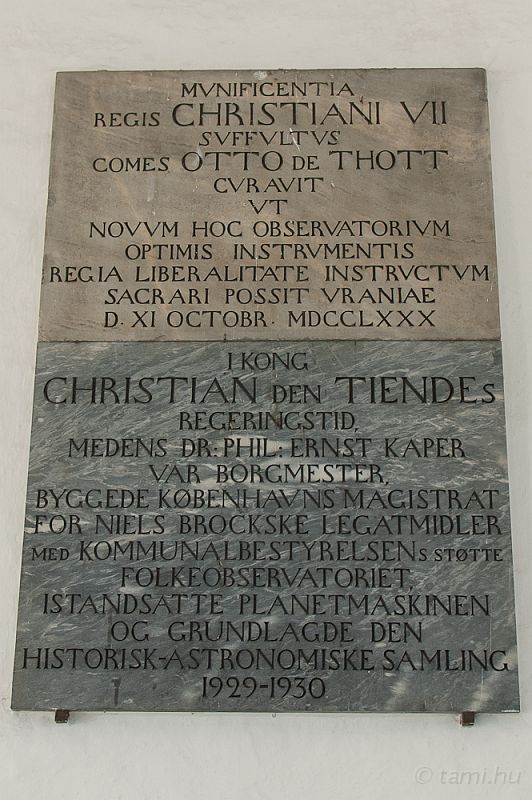 MVNIFICENTIA
REGIS CHRISTIANI VII
SVFFVLTVS
COMES OTTO DE THOTT
CVRAVIT
VT
NOVVM HOC OBSERVATORIVM
OPTIMIS INSTRVMENTIS
REGIA LIBERALITATE INSTRVCTVM
SACRARI POSSIT VRANIAE
D. XI OCTOBR. MDCCLXXX
I KONG
CHRISTIAN DEN TIENDES
REGERINGSTID,
MEDENS DR: PHIL: ERNST KAPER
VAR BORGMESTER,
BYGGEDE KØBENHAVNS MAGISTRAT
FOR NIELS BROCKSKE LEGATMIDLER
MED KOMMUNALBESTYRELSENS STØTTE
FOLKEOBSERVATORIET,
ISTANDSATTE PLANETMASKINEN
OG GRUNDLAGDE DEN
HISTORISK-ASTRONOMISKE SAMLING
1929-1930
© tami.hu